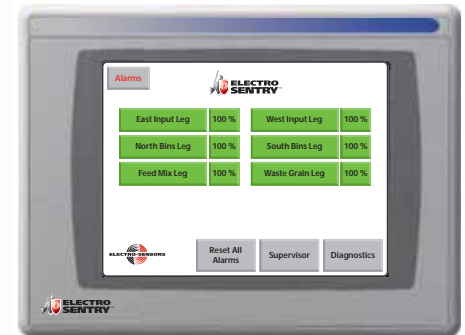 Alarms
ELECTRO
SENTRY
East Input Leg 100 % West Input Leg 100 %
North Bins Leg 100 % South Bins Leg 100 %
Feed Mix Leg 100 % Waste Grain Leg 100 %
ELECTRO-SENSORS
Reset All
Alarms
Supervisor
Diagnostics
ELECTRO
SENTRY